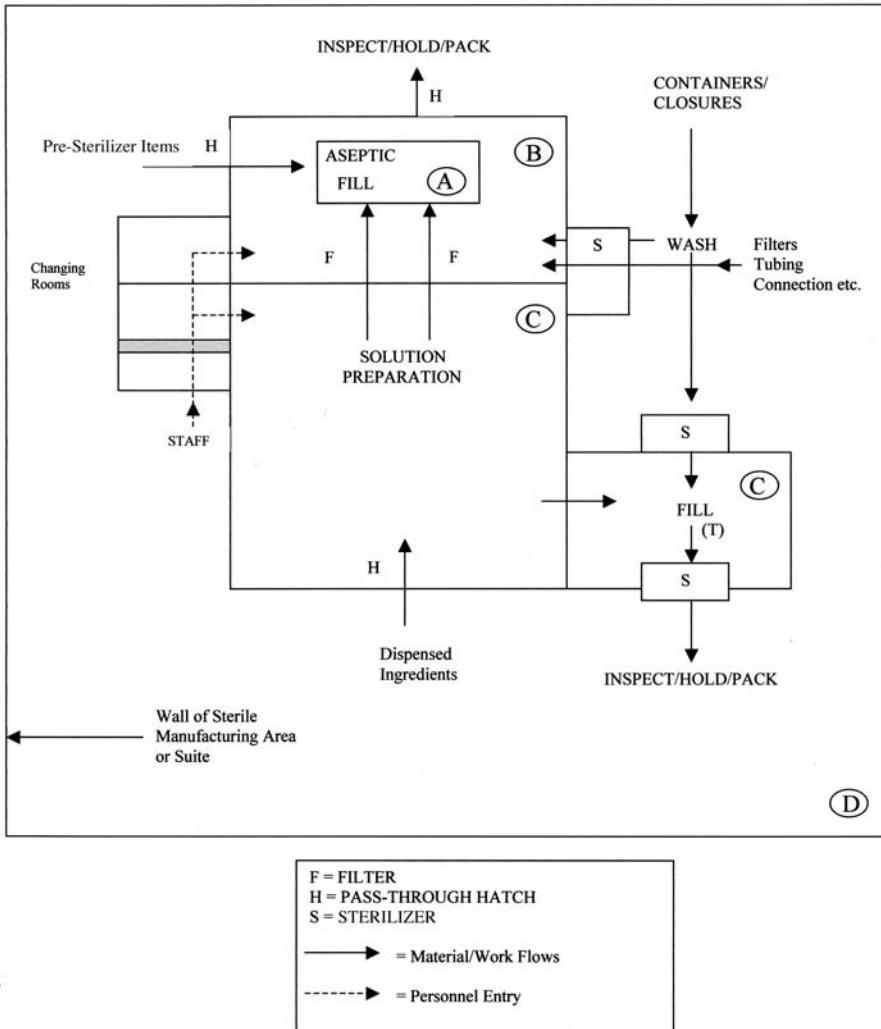 INSPECT/HOLD/PACK
H
CONTAINERS/
CLOSURES
Pre-Sterilizer Items
H
ASEPTIC
FILL
A
B
S
WASH
Filters
Tubing
Connection etc.
Changing
Rooms
F
F
C
SOLUTION
PREPARATION
STAFF
S
C
FILL
(T)
H
S
Dispensed
Ingredients
INSPECT/HOLD/PACK
Wall of Sterile
Manufacturing Area
or Suite
D
F = FILTER
H = PASS-THROUGH HATCH
S = STERILIZER
= Material/Work Flows
= Personnel Entry